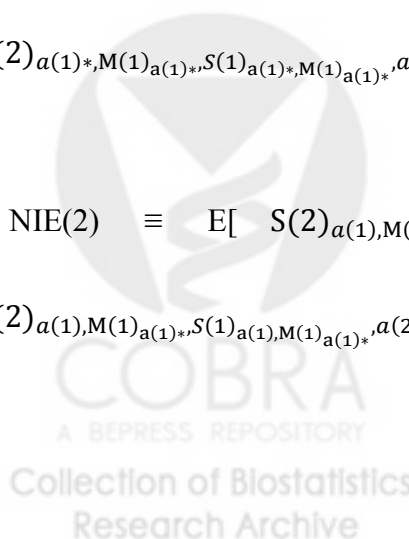 (2)_{a(1)*,M(1)_{a(1)*},S(1)_{a(1)*,M(1)_{a(1)*}},a
NIE(2) ≡ E[ S(2)_{a(1),M(
(2)_{a(1),M(1)_{a(1)*},S(1)_{a(1),M(1)_{a(1)*}},a(2
COBRA
A BEPRESS REPOSITORY
Collection of Biostatistics
Research Archive